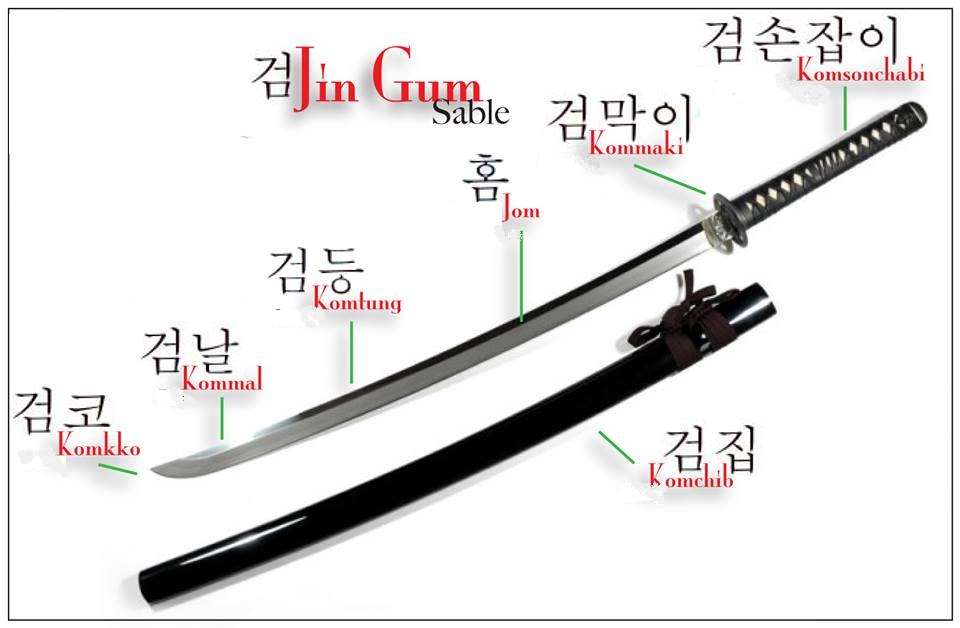 검손잡이
Komsonchabi
검Jin Gum
Sable
검막이
Kommaki
홈
Jom
검등
Komtung
검날
Kommal
검코
Komkko
검집
Komchib